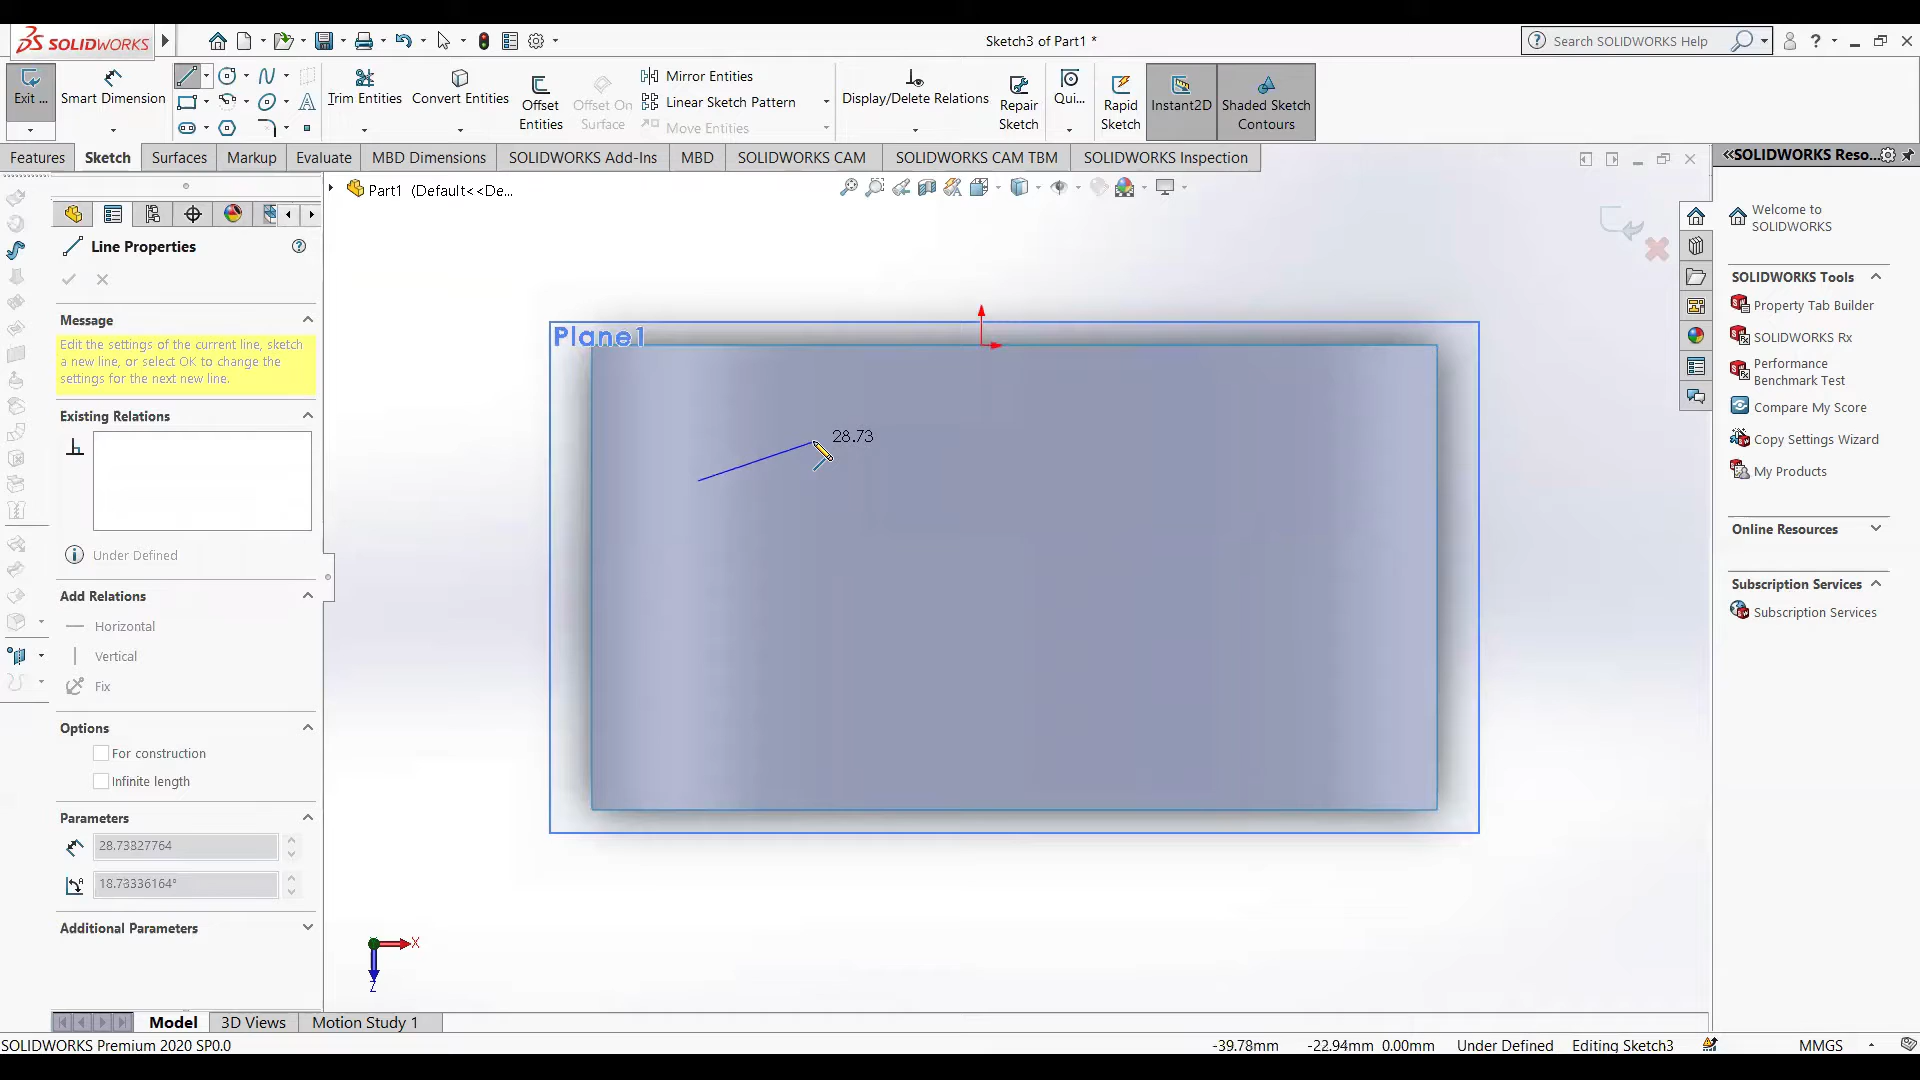 SOLIDWORKS
Sketch3 of Part1 *
Search SOLIDWORKS Help
Exit ...
Smart Dimension
Trim Entities
Convert Entities
Offset
Entities
Offset On
Surface
Mirror Entities
Linear Sketch Pattern
Move Entities
Display/Delete Relations
Repair
Sketch
Qui...
Rapid
Sketch
Instant2D
Shaded Sketch
Contours
Features
Sketch
Surfaces
Markup
Evaluate
MBD Dimensions
SOLIDWORKS Add-Ins
MBD
SOLIDWORKS CAM
SOLIDWORKS CAM TBM
SOLIDWORKS Inspection
SOLIDWORKS Reso...
Part1 (Default<<De...
Line Properties
Message
Edit the settings of the current line, sketch
a new line, or select OK to change the
settings for the next new line.
Existing Relations
Under Defined
Add Relations
Horizontal
Vertical
Fix
Options
For construction
Infinite length
Parameters
28.73827764
18.73336164°
Additional Parameters
Plane1
28.73
X
Z
Welcome to
SOLIDWORKS
SOLIDWORKS Tools
Property Tab Builder
SOLIDWORKS Rx
Performance
Benchmark Test
Compare My Score
Copy Settings Wizard
My Products
Online Resources
Subscription Services
Subscription Services
Model
3D Views
Motion Study 1
SOLIDWORKS Premium 2020 SP0.0
-39.78mm
-22.94mm 0.00mm
Under Defined
Editing Sketch3
MMGS